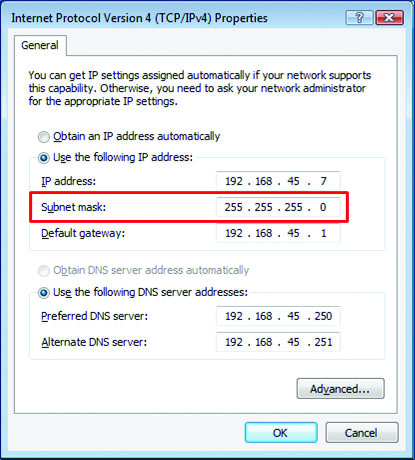 Internet Protocol Version 4 (TCP/IPv4) Properties
?
General
You can get IP settings assigned automatically if your network supports
this capability. Otherwise, you need to ask your network administrator
for the appropriate IP settings.
Obtain an IP address automatically
Use the following IP address:
IP address: 192 . 168 . 45 . 7
Subnet mask: 255 . 255 . 255 . 0
Default gateway: 192 . 168 . 45 . 1
Obtain DNS server address automatically
Use the following DNS server addresses:
Preferred DNS server: 192 . 168 . 45 . 250
Alternate DNS server: 192 . 168 . 45 . 251
Advanced...
OK Cancel